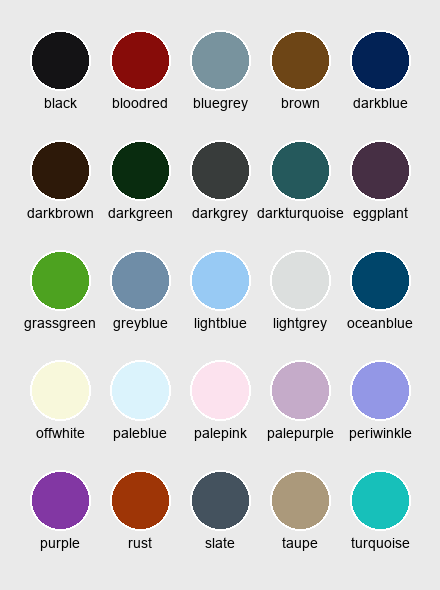 black bloodred bluegrey brown darkblue
darkbrown darkgreen darkgrey darkturquoise eggplant
grassgreen greyblue lightblue lightgrey oceanblue
offwhite paleblue palepink palepurple periwinkle
purple rust slate taupe turquoise